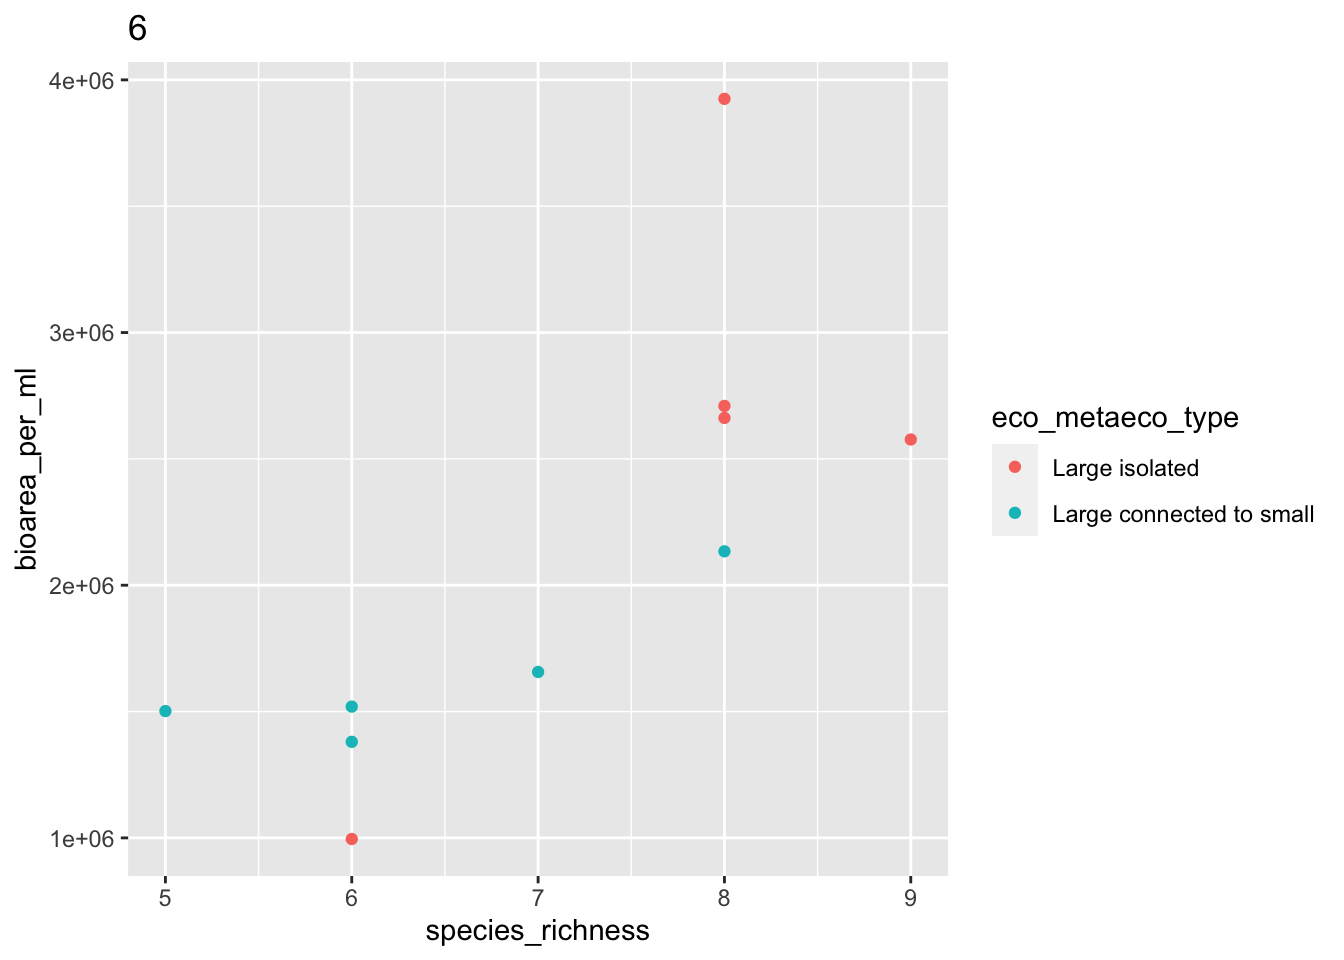 6
4e+06
3e+06
2e+06
1e+06
bioarea_per_ml
5 6 7 8 9
species_richness
eco_metaeco_type
Large isolated
Large connected to small